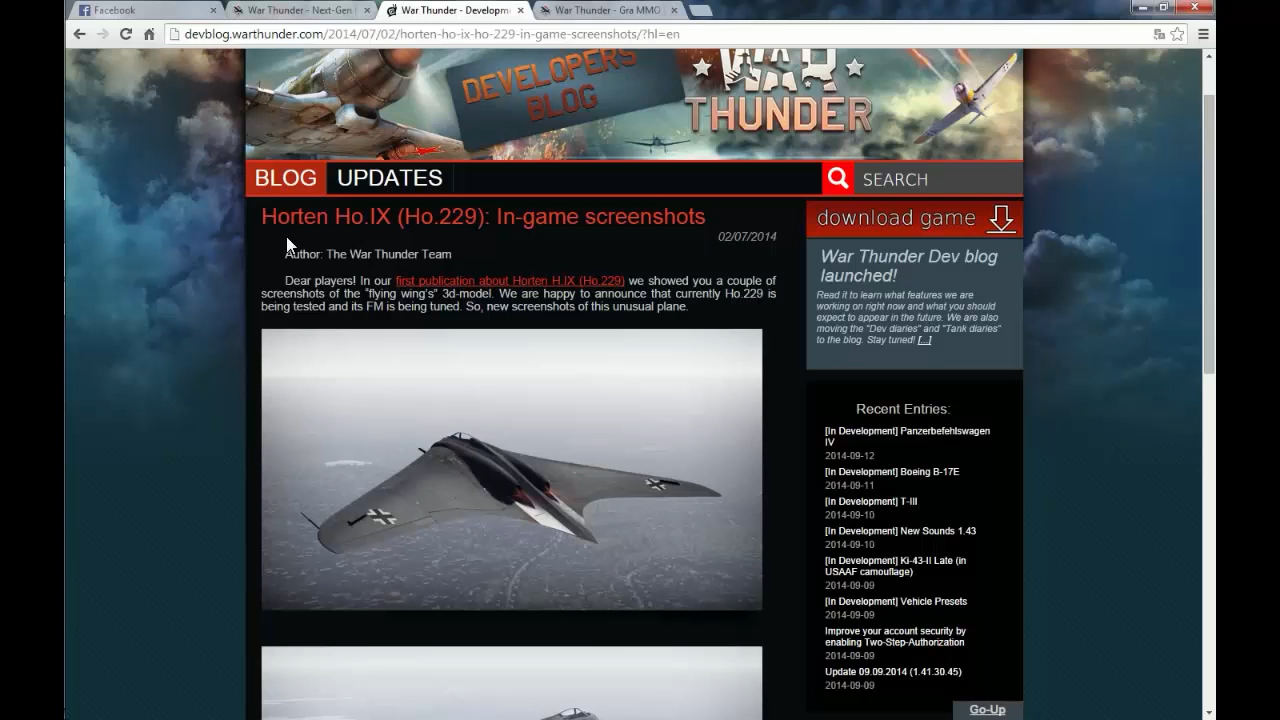 Facebook
War Thunder - Next-Gen
War Thunder - Developm
War Thunder - Gra MMO
devblog.warthunder.com/2014/07/02/horten-ho-ix-ho-229-in-game-screenshots/?hl=en
DEVELOPERS
BLOG
WAR
THUNDER
BLOG
UPDATES
SEARCH
Horten Ho.IX (Ho.229): In-game screenshots
02/07/2014
Author: The War Thunder Team
Dear players! In our first publication about Horten H.IX (Ho.229) we showed you a couple of
screenshots of the "flying wing's" 3d-model. We are happy to announce that currently Ho.229 is
being tested and its FM is being tuned. So, new screenshots of this unusual plane.
download game
War Thunder Dev blog
launched!
Read it to learn what features we are
working on right now and what you should
expect to appear in the future. We are also
moving the "Dev diaries" and "Tank diaries"
to the blog. Stay tuned! [...]
Recent Entries:
[In Development] Panzerbefehlswagen
IV
2014-09-12
[In Development] Boeing B-17E
2014-09-11
[In Development] T-III
2014-09-10
[In Development] New Sounds 1.43
2014-09-10
[In Development] Ki-43-II Late (in
USAAF camouflage)
2014-09-09
[In Development] Vehicle Presets
2014-09-09
Improve your account security by
enabling Two-Step-Authorization
2014-09-09
Update 09.09.2014 (1.41.30.45)
2014-09-09
Go-Up